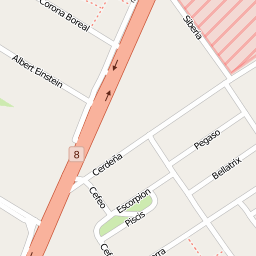 Corona Boreal
Siberia
Albert Einstein
8
Cerdeña
Pegaso
Bellatrix
Cefeo
Escorpion
Piscis